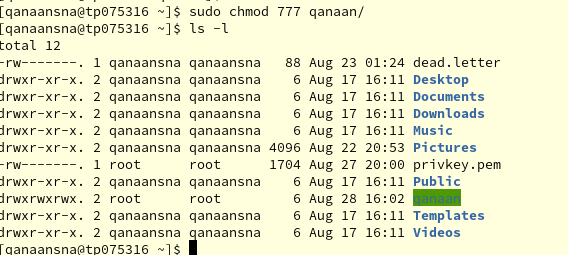 [qanaansna@tp075316 ~]$ sudo chmod 777 qanaan/
[qanaansna@tp075316 ~]$ ls -l
total 12
-rw-------. 1 qanaansna qanaansna   88 Aug 23 01:24 dead.letter
drwxr-xr-x. 2 qanaansna qanaansna    6 Aug 17 16:11 Desktop
drwxr-xr-x. 2 qanaansna qanaansna    6 Aug 17 16:11 Documents
drwxr-xr-x. 2 qanaansna qanaansna    6 Aug 17 16:11 Downloads
drwxr-xr-x. 2 qanaansna qanaansna    6 Aug 17 16:11 Music
drwxr-xr-x. 2 qanaansna qanaansna 4096 Aug 22 20:53 Pictures
-rw-------. 1 root      root      1704 Aug 27 20:00 privkey.pem
drwxr-xr-x. 2 qanaansna qanaansna    6 Aug 17 16:11 Public
drwxrwxrwx. 2 root      root         6 Aug 28 16:02 qanaan
drwxr-xr-x. 2 qanaansna qanaansna    6 Aug 17 16:11 Templates
drwxr-xr-x. 2 qanaansna qanaansna    6 Aug 17 16:11 Videos
[qanaansna@tp075316 ~]$